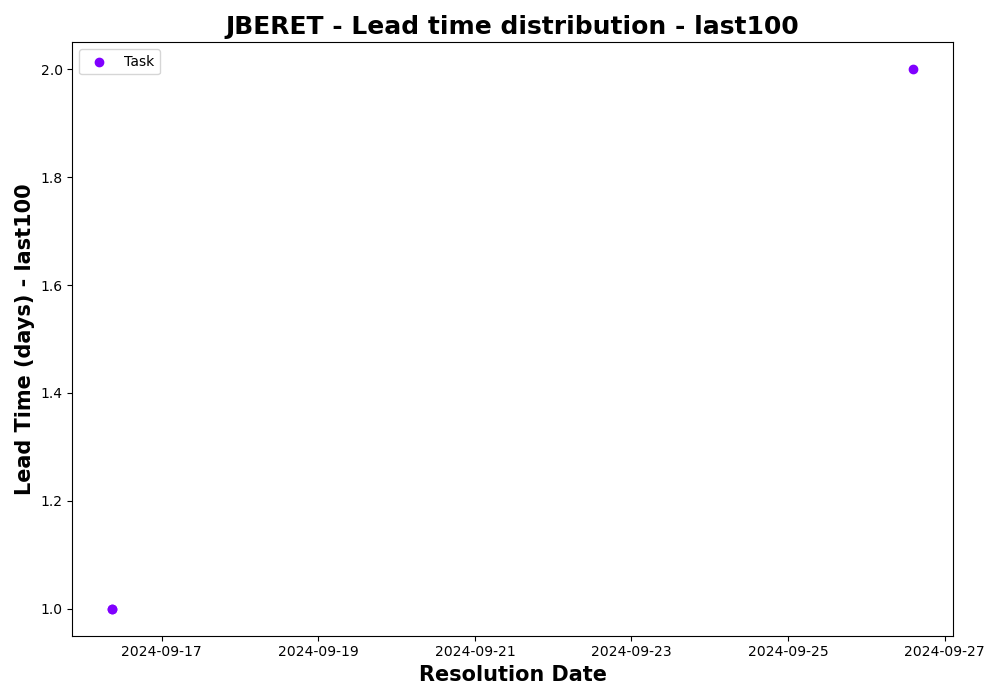 JBERET - Lead time distribution - last100
Task
2.0
1.8
1.6
1.4
1.2
1.0
Lead Time (days) - last100
2024-09-17 2024-09-19 2024-09-21 2024-09-23 2024-09-25 2024-09-27
Resolution Date